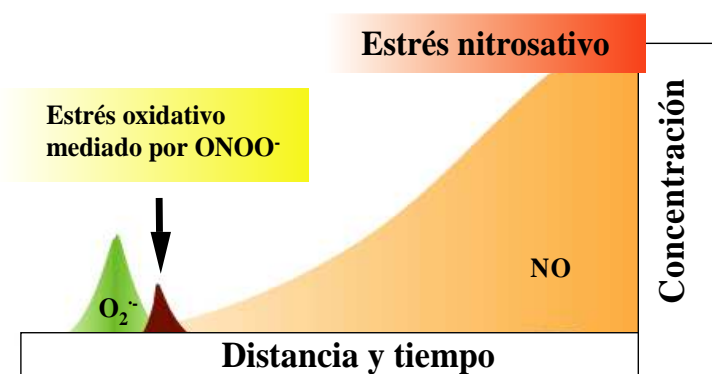 Estrés nitrosativo
Estrés oxidativo
mediado por ONOO⁻
Concentración
NO
O₂·⁻
Distancia y tiempo